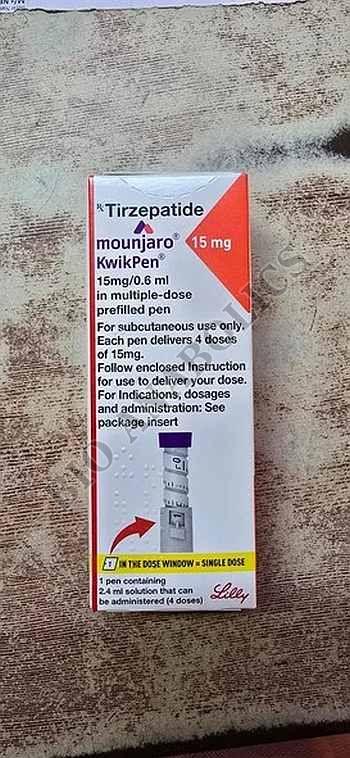 ℞ Tirzepatide
mounjaro®
KwikPen®
15 mg
15mg/0.6 ml
in multiple-dose
prefilled pen
For subcutaneous use only.
Each pen delivers 4 doses
of 15mg.
Follow enclosed Instruction
for use to deliver your dose.
For Indications, dosages
and administration: See
package insert
1 IN THE DOSE WINDOW = SINGLE DOSE
1 pen containing
2.4 ml solution that can
be administered (4 doses)
Lilly